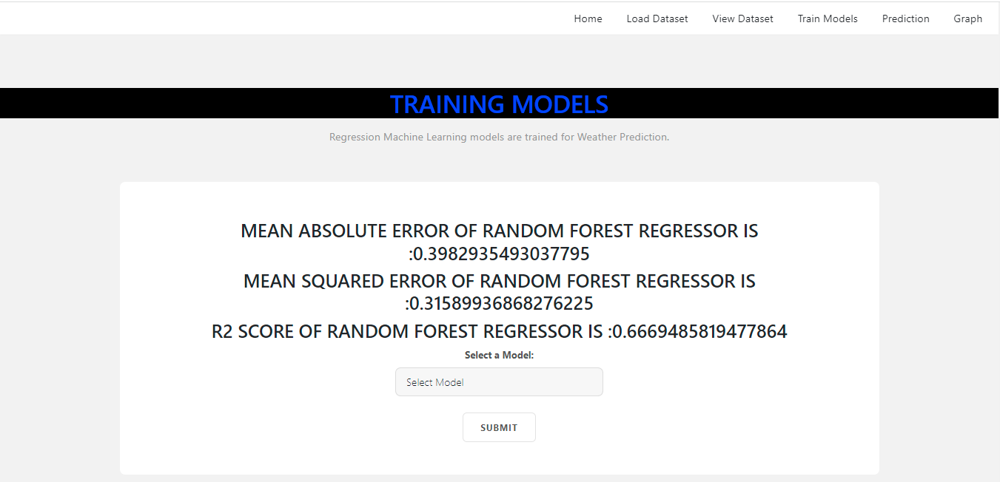 Home Load Dataset View Dataset Train Models Prediction Graph
TRAINING MODELS
Regression Machine Learning models are trained for Weather Prediction.
MEAN ABSOLUTE ERROR OF RANDOM FOREST REGRESSOR IS
:0.3982935493037795
MEAN SQUARED ERROR OF RANDOM FOREST REGRESSOR IS
:0.31589936868276225
R2 SCORE OF RANDOM FOREST REGRESSOR IS :0.6669485819477864
Select a Model:
Select Model
SUBMIT